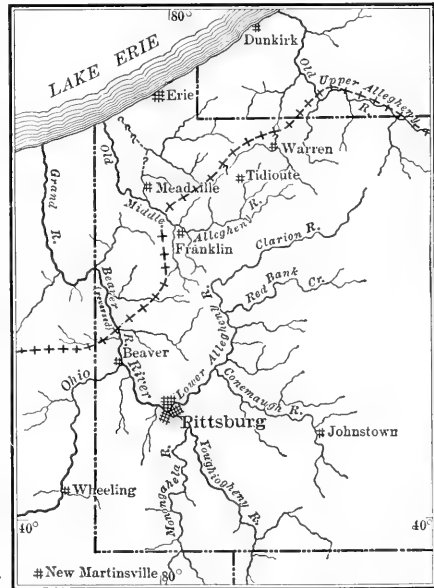 80°
Dunkirk
LAKE ERIE
Erie
Old Upper Allegheny R.
Warren
Old
Meadville
Tidioute
Grand R.
Middle Allegheny R.
Franklin
Clarion R.
Red Bank Cr.
Beaver R.
(reversed)
Beaver
Ohio River
Lower Allegheny R.
Conemaugh R.
Pittsburg
Johnstown
Monongahela R.
Youghiogheny R.
Wheeling
40°
40°
New Martinsville
80°